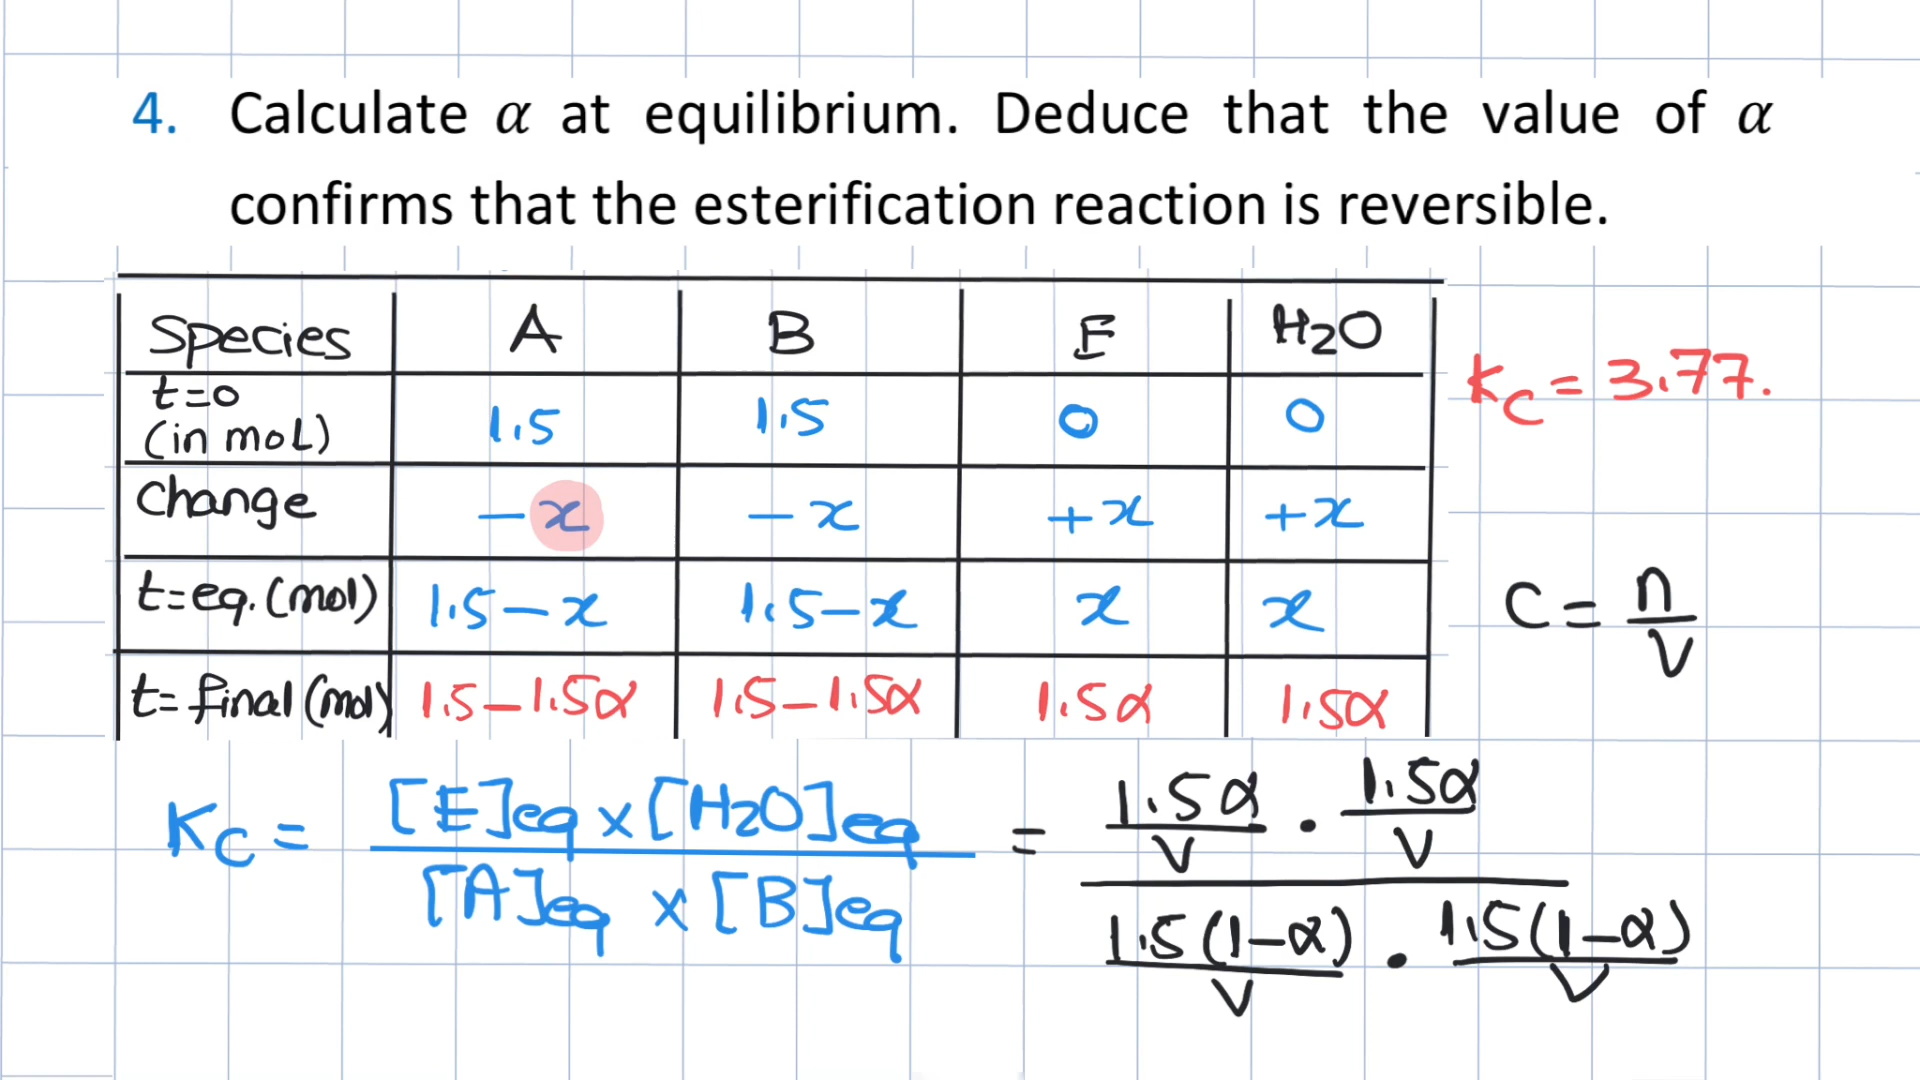 4. Calculate α at equilibrium. Deduce that the value of α
confirms that the esterification reaction is reversible.
Species A B E H2O
t=0 (in moL) 1.5 1.5 0 0
Kc = 3.77.
Change −x −x +x +x
t=eq.(mol) 1.5−x 1.5−x x x
C = n/V
t=final(mol) 1.5−1.5α 1.5−1.5α 1.5α 1.5α
Kc = [E]eq x [H2O]eq / [A]eq x [B]eq = 1.5α/V . 1.5α/V / 1.5(1−α)/V . 1.5(1−α)/V